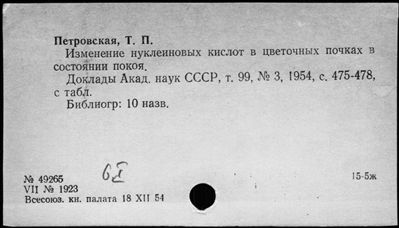 Петровская, Т. П.
Изменение нуклеиновых кислот в цветочных почках в
состоянии покоя.
Доклады Акад. наук СССР, т. 99, № 3, 1954, с. 475-478,
с табл.
Библиогр: 10 назв.
№ 49265
VII № 1923
Всесоюз. кн. палата 18 XII 54
15-5ж